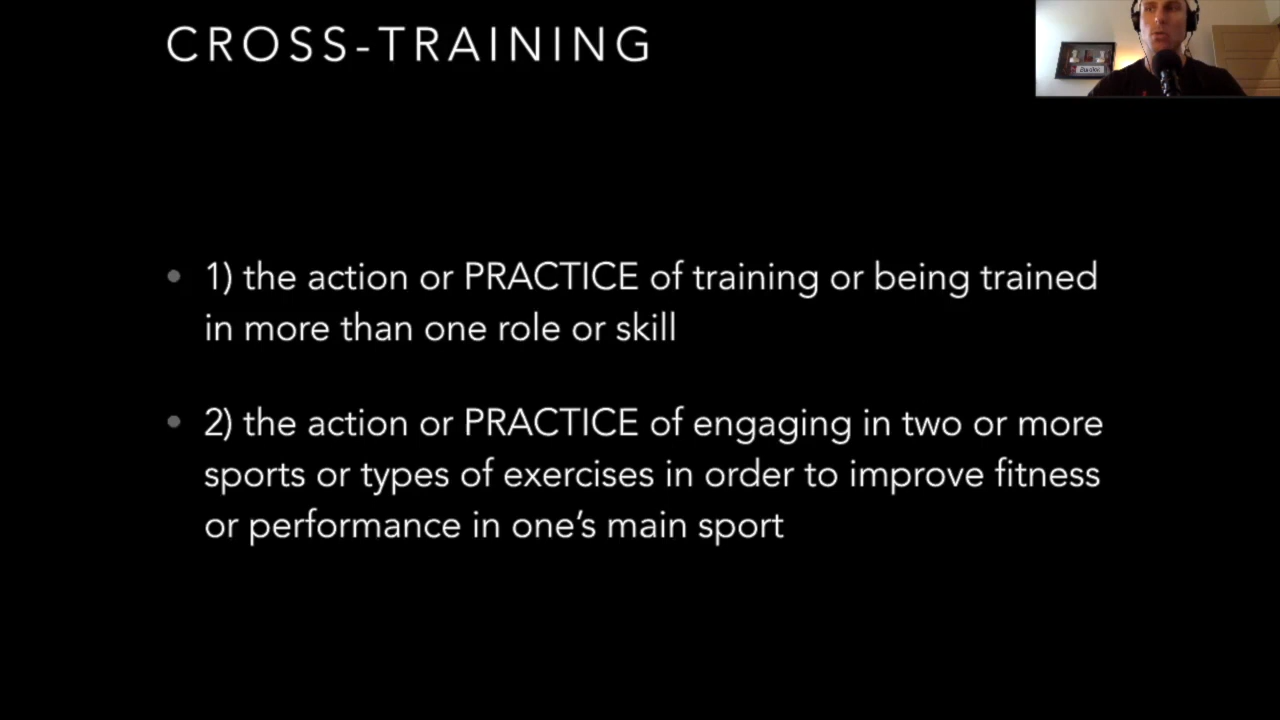 CROSS-TRAINING
• 1) the action or PRACTICE of training or being trained
in more than one role or skill
• 2) the action or PRACTICE of engaging in two or more
sports or types of exercises in order to improve fitness
or performance in one’s main sport